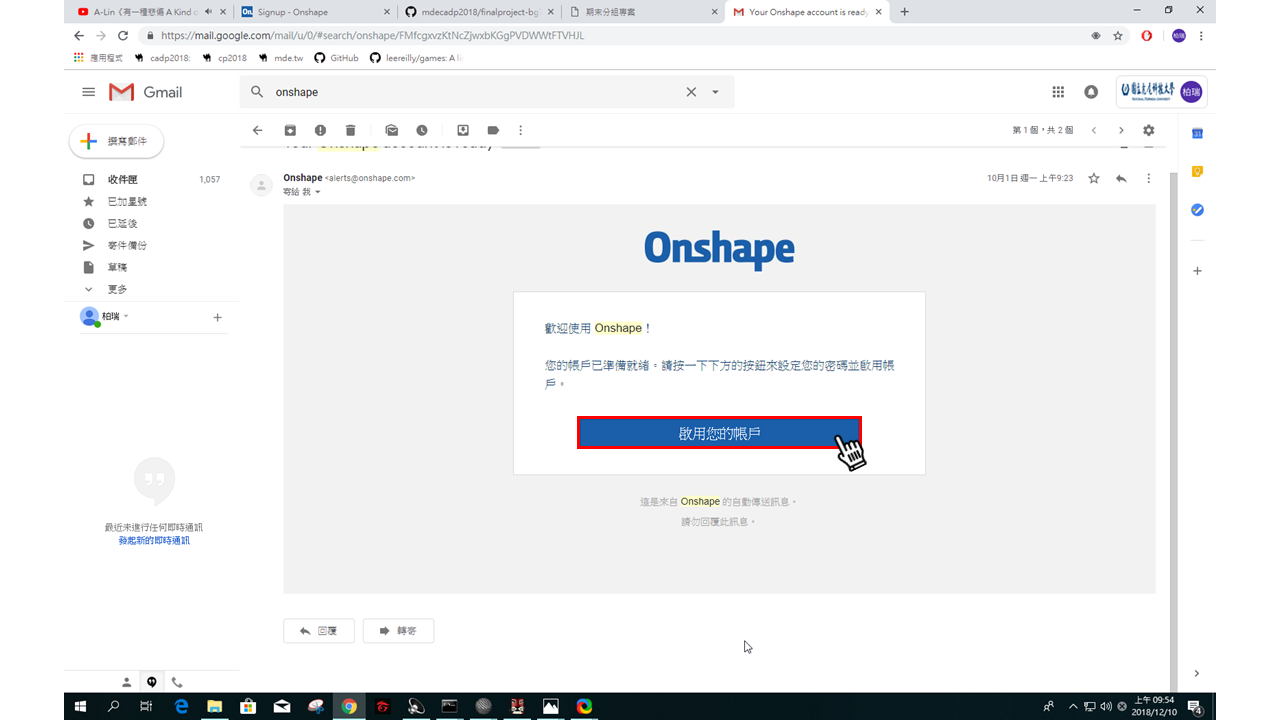 A-Lin《有一種悲傷 A Kind o
Signup - Onshape
mdecadp2018/finalproject-bg
期末分組專案
Your Onshape account is ready
https://mail.google.com/mail/u/0/#search/onshape/FMfcgxvzKtNcZjwxbKGgPVDWWtFTVHJL
應用程式
cadp2018:
cp2018
mde.tw
GitHub
leereilly/games: A li
Gmail
onshape
柏瑞
撰寫郵件
第 1 個，共 2 個
Your Onshape account is ready
收件匣
1,057
已加星號
已延後
寄件備份
草稿
更多
柏瑞
Onshape <alerts@onshape.com>
10月1日 週一 上午9:23
寄給 我
Onshape
歡迎使用 Onshape！
您的帳戶已準備就緒。請按一下下方的按鈕來設定您的密碼並啟用帳
戶。
啟用您的帳戶
這是來自 Onshape 的自動傳送訊息。
請勿回覆此訊息。
最近未進行任何即時通訊
發起新的即時通訊
回覆
轉寄
上午 09:54
2018/12/10
4